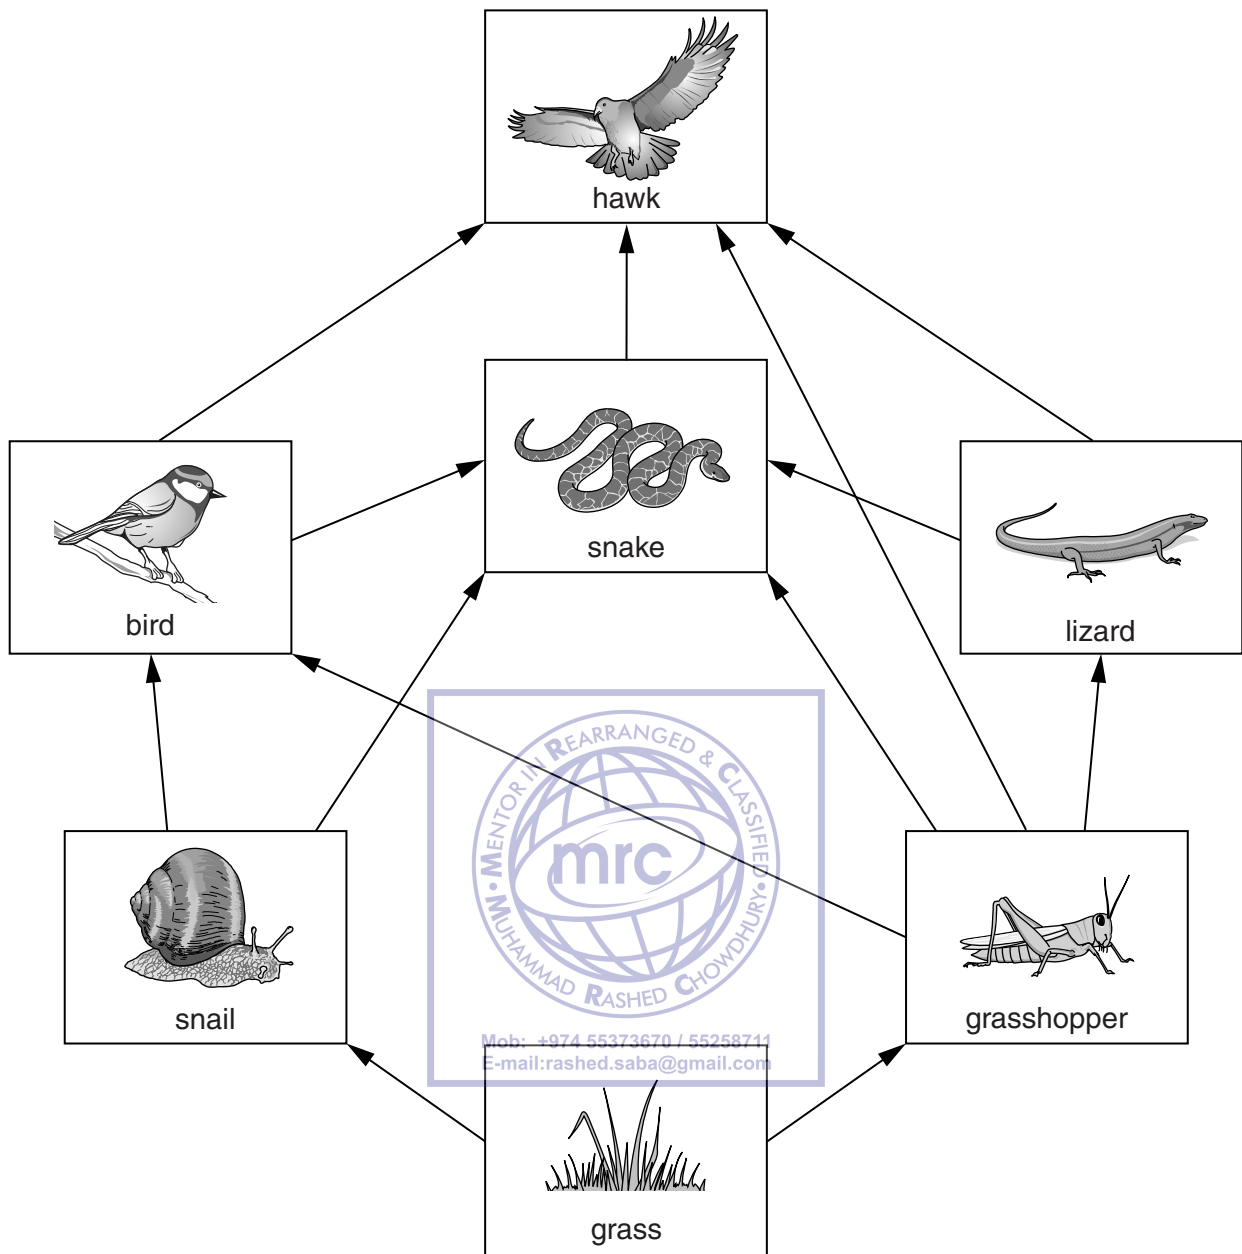 hawk
snake
bird
lizard
MENTOR IN REARRANGED & CLASSIFIED
mrc
• MUHAMMAD RASHED CHOWDHURY •
snail
grasshopper
Mob: +974 55373670 / 55258711
E-mail:rashed.saba@gmail.com
grass